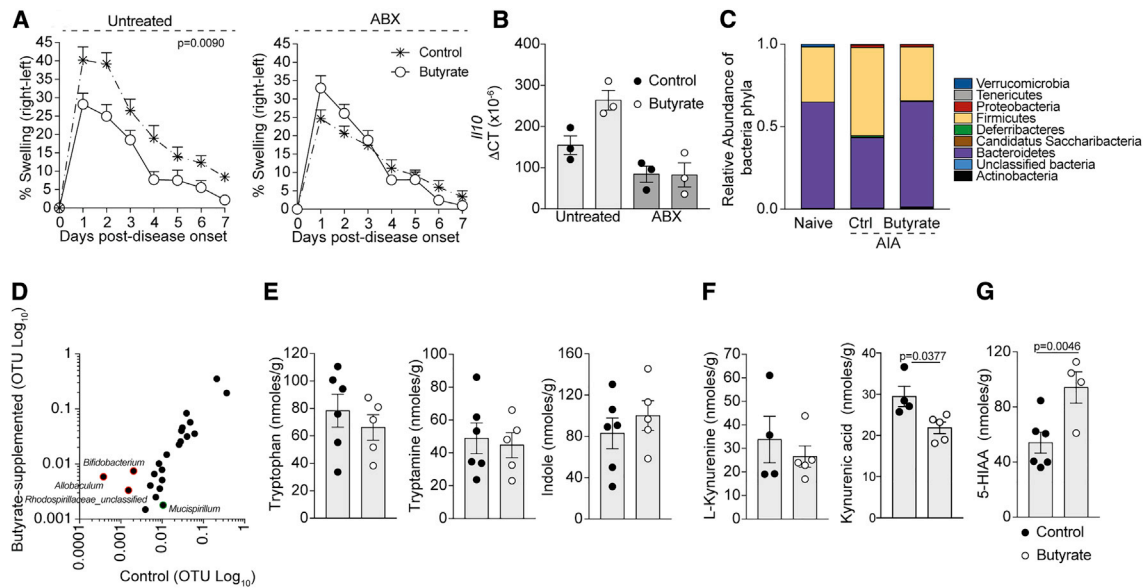 A
Untreated
ABX
p=0.0090
Control
Butyrate
% Swelling (right-left)
45
40
35
30
25
20
15
10
5
0
0 1 2 3 4 5 6 7
Days post-disease onset
% Swelling (right-left)
45
40
35
30
25
20
15
10
5
0
0 1 2 3 4 5 6 7
Days post-disease onset
B
Il10
ΔCT (x10⁻⁶)
400
300
200
100
0
Control
Butyrate
Untreated ABX
C
Relative Abundance of
bacteria phyla
1.0
0.5
0.0
Naive Ctrl Butyrate
AIA
Verrucomicrobia
Tenericutes
Proteobacteria
Firmicutes
Deferribacteres
Candidatus Saccharibacteria
Bacteroidetes
Unclassified bacteria
Actinobacteria
D
Butyrate-supplemented (OTU Log₁₀)
1
0.1
0.01
0.001
Bifidobacterium
Allobaculum
Rhodospirillaceae_unclassified
Mucispirillum
0.0001 0.001 0.01 0.1 1
Control (OTU Log₁₀)
E
Tryptophan (nmoles/g)
120
100
80
60
40
20
0
Tryptamine (nmoles/g)
100
80
60
40
20
0
Indole (nmoles/g)
160
120
80
40
0
F
L-Kynurenine (nmoles/g)
70
60
50
40
30
20
10
0
Kynurenic acid (nmoles/g)
40
30
20
10
0
p=0.0377
G
5-HIAA (nmoles/g)
120
80
40
0
p=0.0046
Control
Butyrate